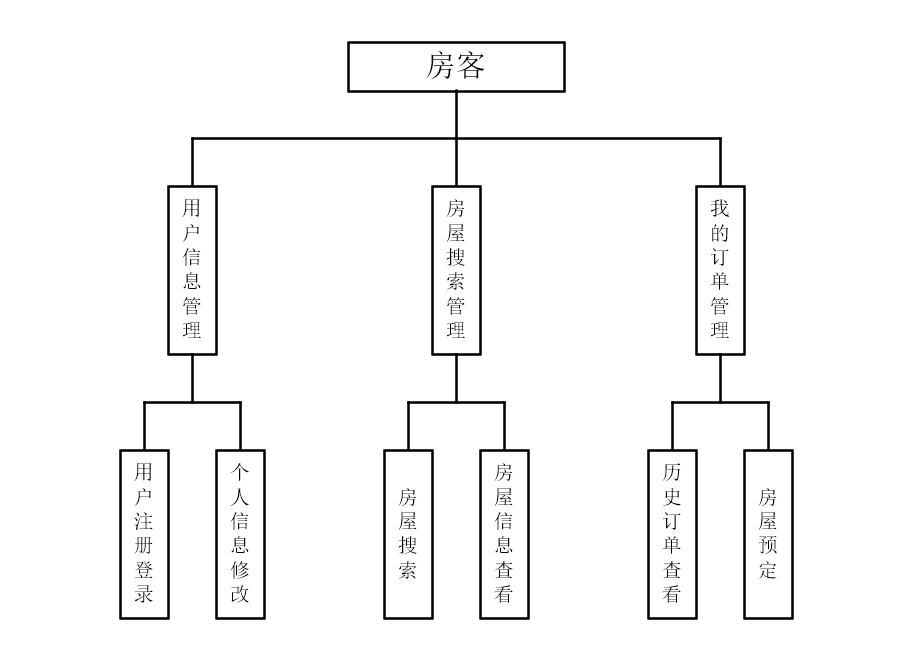 房客
用户信息管理
房屋搜索管理
我的订单管理
用户注册登录
个人信息修改
房屋搜索
房屋信息查看
历史订单查看
房屋预定